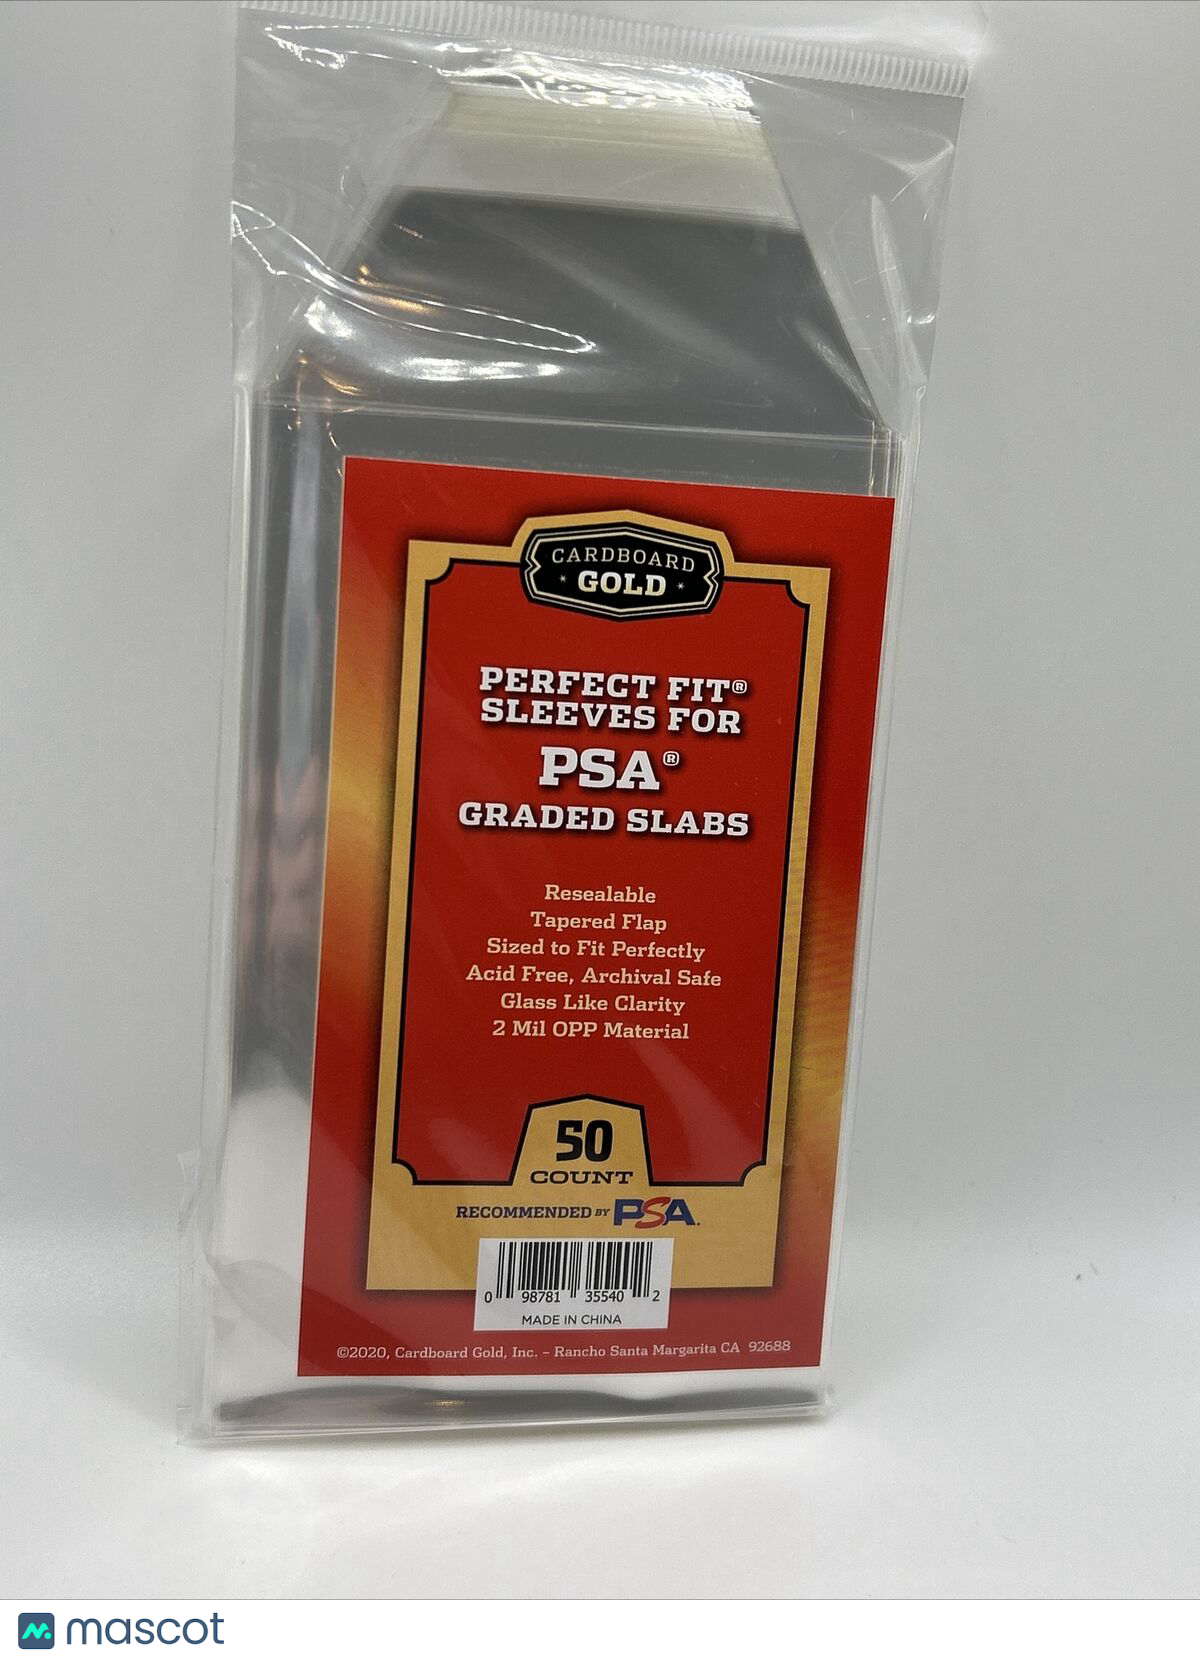 CARDBOARD
* GOLD *
PERFECT FIT®
SLEEVES FOR
PSA®
GRADED SLABS
Resealable
Tapered Flap
Sized to Fit Perfectly
Acid Free, Archival Safe
Glass Like Clarity
2 Mil OPP Material
50
COUNT
RECOMMENDED BY PSA.
0 98781 35540 2
MADE IN CHINA
©2020, Cardboard Gold, Inc. – Rancho Santa Margarita CA 92688
mascot